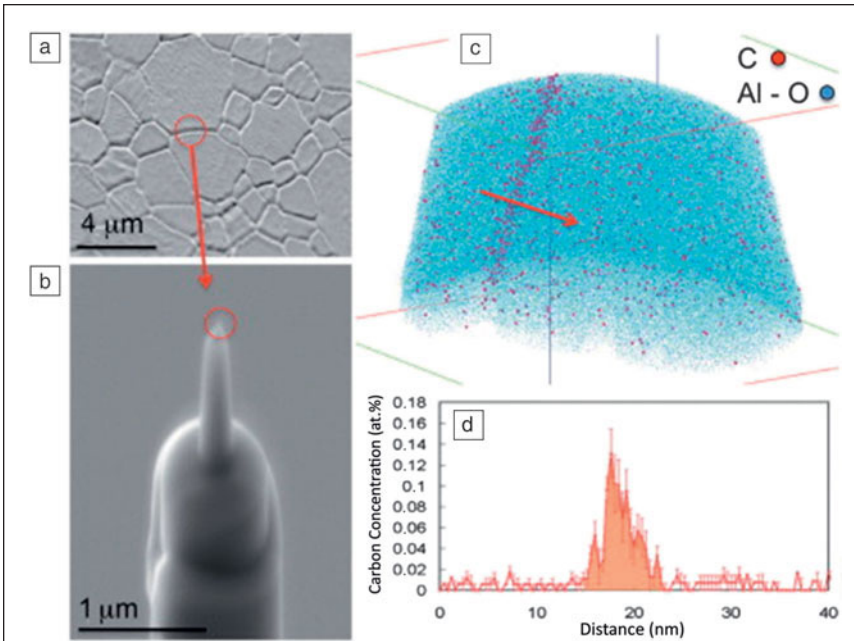 a
4 µm
b
1 µm
c
C
Al - O
d
Carbon Concentration (at.%)
0.18
0.16
0.14
0.12
0.10
0.08
0.06
0.04
0.02
0
0 10 20 30 40
Distance (nm)